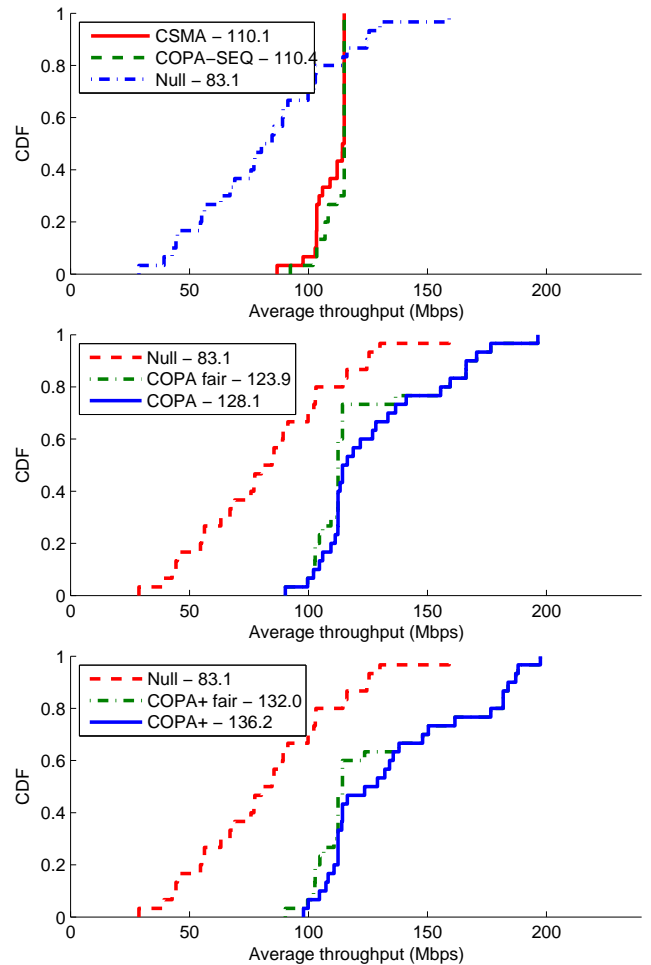 1
0.8
0.6
0.4
0.2
0
CDF
CSMA − 110.1
COPA−SEQ − 110.4
Null − 83.1
0 50 100 150 200
Average throughput (Mbps)
1
0.8
0.6
0.4
0.2
0
CDF
Null − 83.1
COPA fair − 123.9
COPA − 128.1
0 50 100 150 200
Average throughput (Mbps)
1
0.8
0.6
0.4
0.2
0
CDF
Null − 83.1
COPA+ fair − 132.0
COPA+ − 136.2
0 50 100 150 200
Average throughput (Mbps)